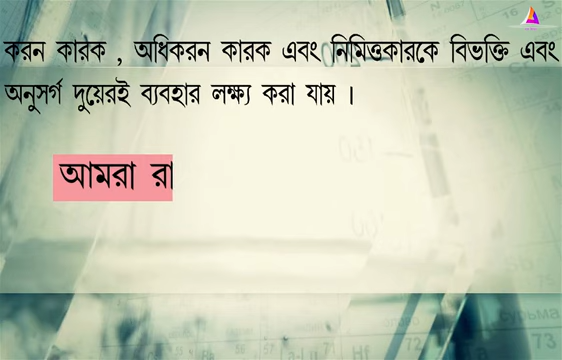 করন কারক , অধিকরন কারক এবং নিমিত্তকারকে বিভক্তি এবং
অনুসর্গ দুয়েরই ব্যবহার লক্ষ্য করা যায় ।
আমরা রা